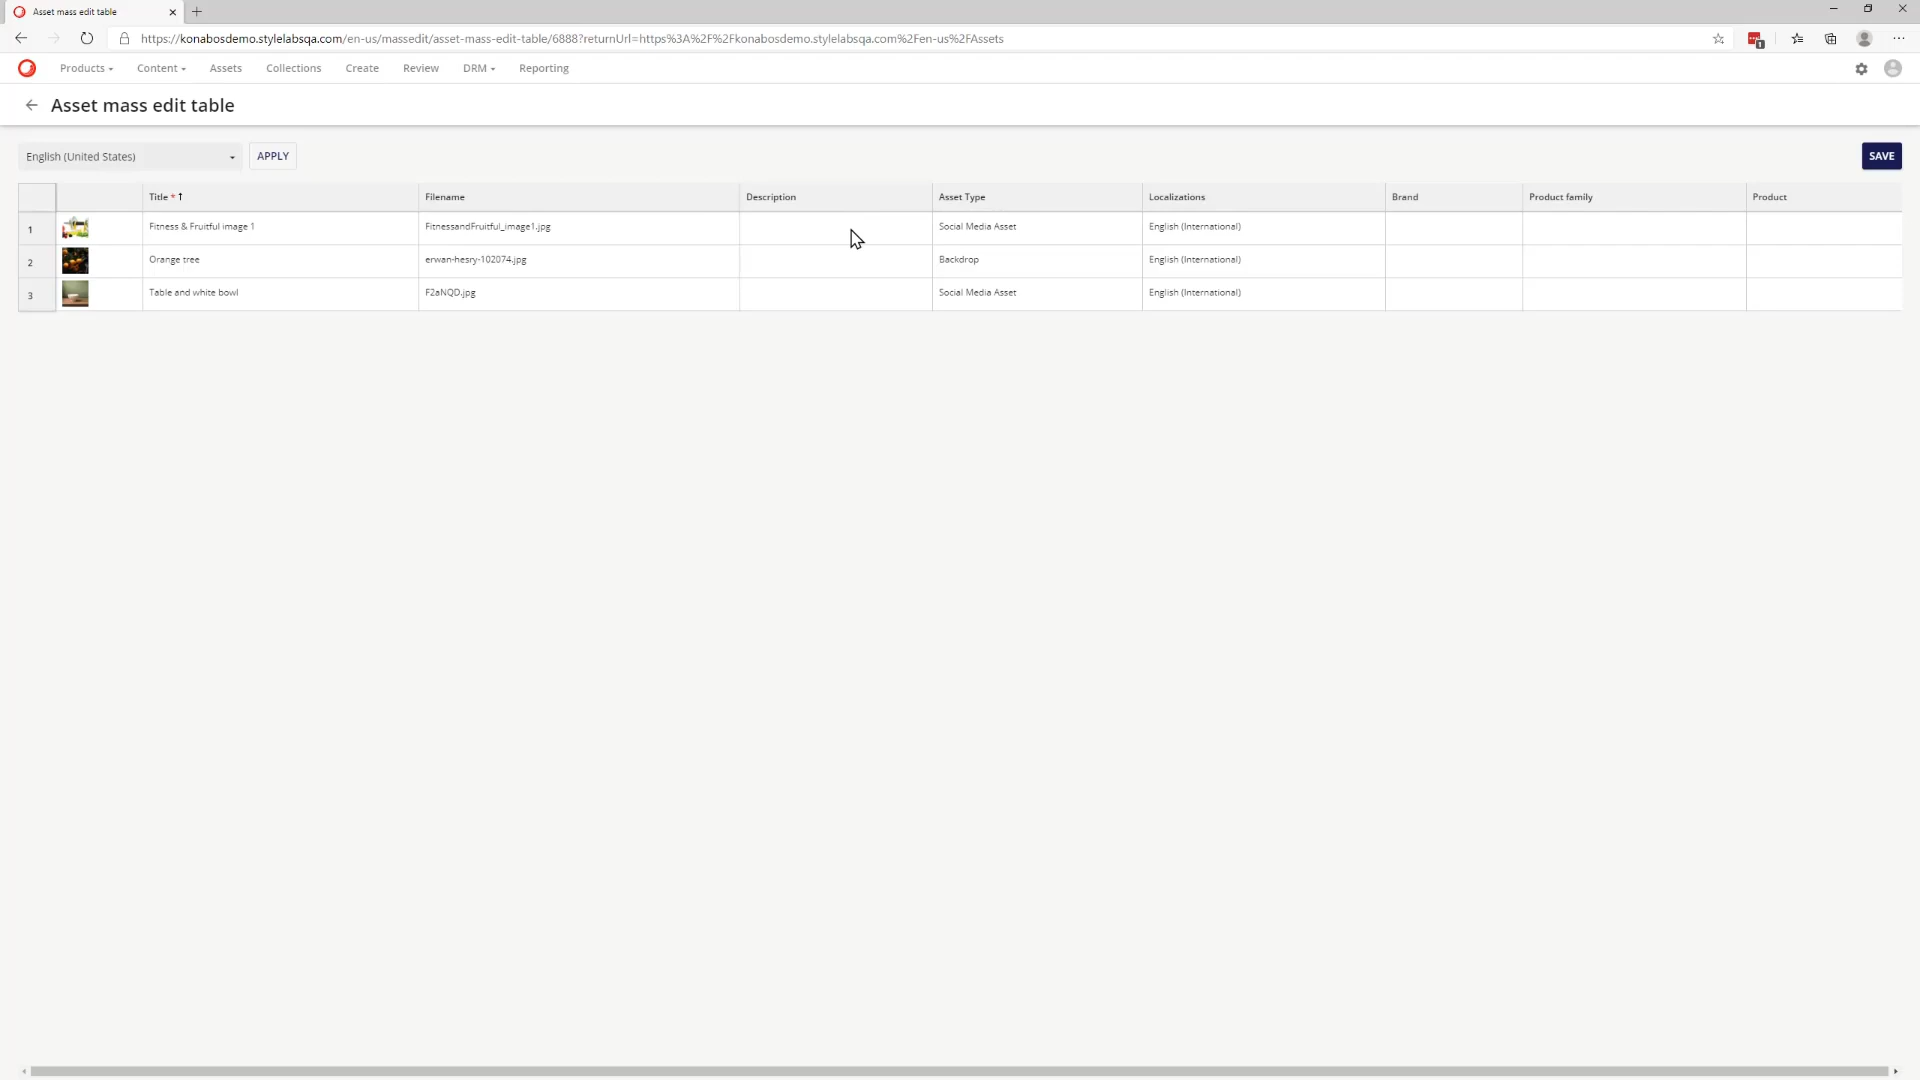 Asset mass edit table
https://konabosdemo.stylelabsqa.com/en-us/massedit/asset-mass-edit-table/6888?returnUrl=https%3A%2F%2Fkonabosdemo.stylelabsqa.com%2Fen-us%2FAssets
1
Products Content Assets Collections Create Review DRM Reporting
Asset mass edit table
English (United States) APPLY SAVE
Title * ↑ Filename Description Asset Type Localizations Brand Product family Product
1 Fitness & Fruitful image 1 FitnessandFruitful_image1.jpg Social Media Asset English (International)
2 Orange tree erwan-hesry-102074.jpg Backdrop English (International)
3 Table and white bowl F2aNQD.jpg Social Media Asset English (International)